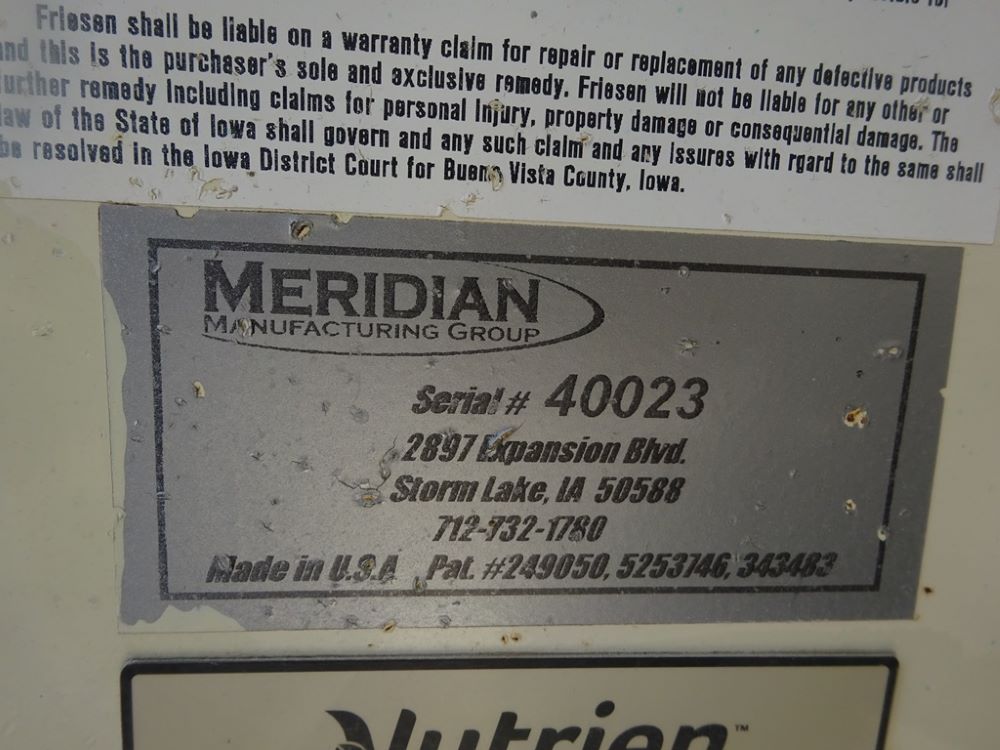 Friesen shall be liable on a warranty claim for repair or replacement of any defective products
and this is the purchaser's sole and exclusive remedy. Friesen will not be liable for any other or
further remedy including claims for personal injury, property damage or consequential damage. The
law of the State of Iowa shall govern and any such claim and any issures with rgard to the same shall
be resolved in the Iowa District Court for Buena Vista County, Iowa.
MERIDIAN
MANUFACTURING GROUP
Serial # 40023
2897 Expansion Blvd.
Storm Lake, IA 50588
712-732-1780
Made in U.S.A Pat. #249050, 5253746, 343483
Nutrien™